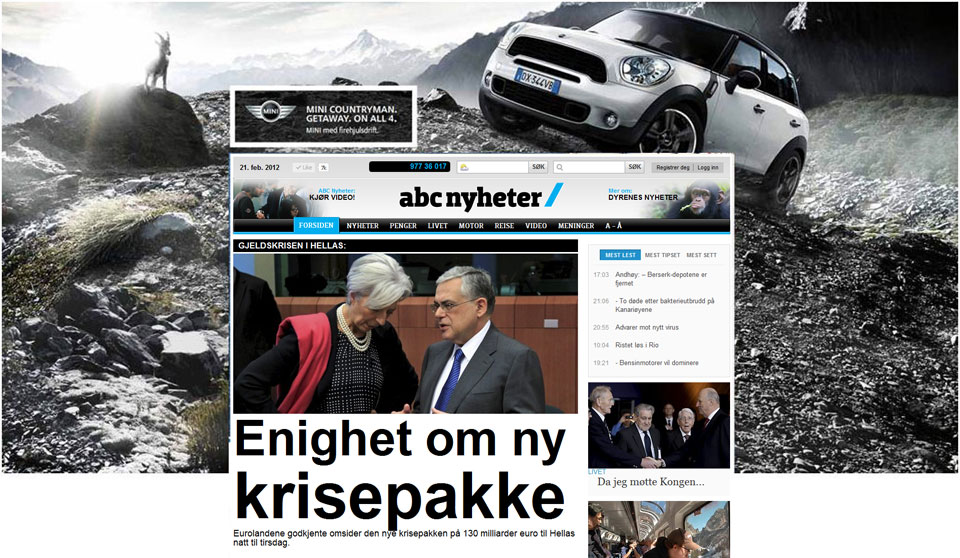 DX·344VB
MINI
MINI COUNTRYMAN.
GETAWAY. ON ALL 4.
MINI med firehjulsdrift.
21. feb. 2012
Like
977 36 017
SØK
SØK
Registrer deg
Logg inn
ABC Nyheter:
KJØR VIDEO!
abc nyheter/
Mer om:
DYRENES NYHETER
FORSIDEN NYHETER PENGER LIVET MOTOR REISE VIDEO MENINGER A – Å
GJELDSKRISEN I HELLAS:
Enighet om ny
krisepakke
Eurolandene godkjente omsider den nye krisepakken på 130 milliarder euro til Hellas
natt til tirsdag.
MEST LEST MEST TIPSET MEST SETT
17:03 Andhøy: – Berserk-depotene er
fjernet
21:06 - To døde etter bakterieutbrudd på
Kanariøyene
20:55 Advarer mot nytt virus
10:04 Ristet løs i Rio
19:21 - Bensinmotorer vil dominere
LIVET
Da jeg møtte Kongen...